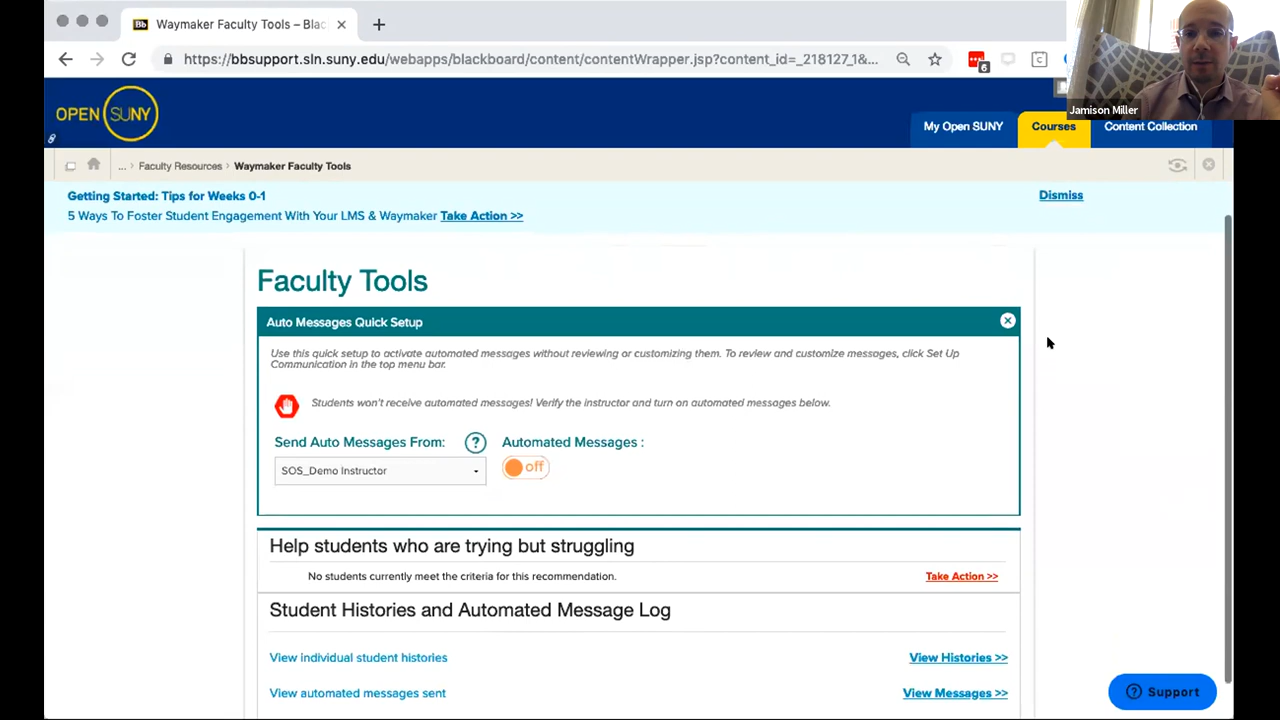 Waymaker Faculty Tools – Blac
https://bbsupport.sln.suny.edu/webapps/blackboard/content/contentWrapper.jsp?content_id=_218127_1&...
6
Jamison Miller
OPEN SUNY
My Open SUNY
Courses
Content Collection
... › Faculty Resources › Waymaker Faculty Tools
Getting Started: Tips for Weeks 0-1
Dismiss
5 Ways To Foster Student Engagement With Your LMS & Waymaker Take Action >>
Faculty Tools
Auto Messages Quick Setup
Use this quick setup to activate automated messages without reviewing or customizing them. To review and customize messages, click Set Up
Communication in the top menu bar.
Students won't receive automated messages! Verify the instructor and turn on automated messages below.
Send Auto Messages From: ?
Automated Messages :
SOS_Demo Instructor
off
Help students who are trying but struggling
No students currently meet the criteria for this recommendation.
Take Action >>
Student Histories and Automated Message Log
View individual student histories
View Histories >>
View automated messages sent
View Messages >>
? Support